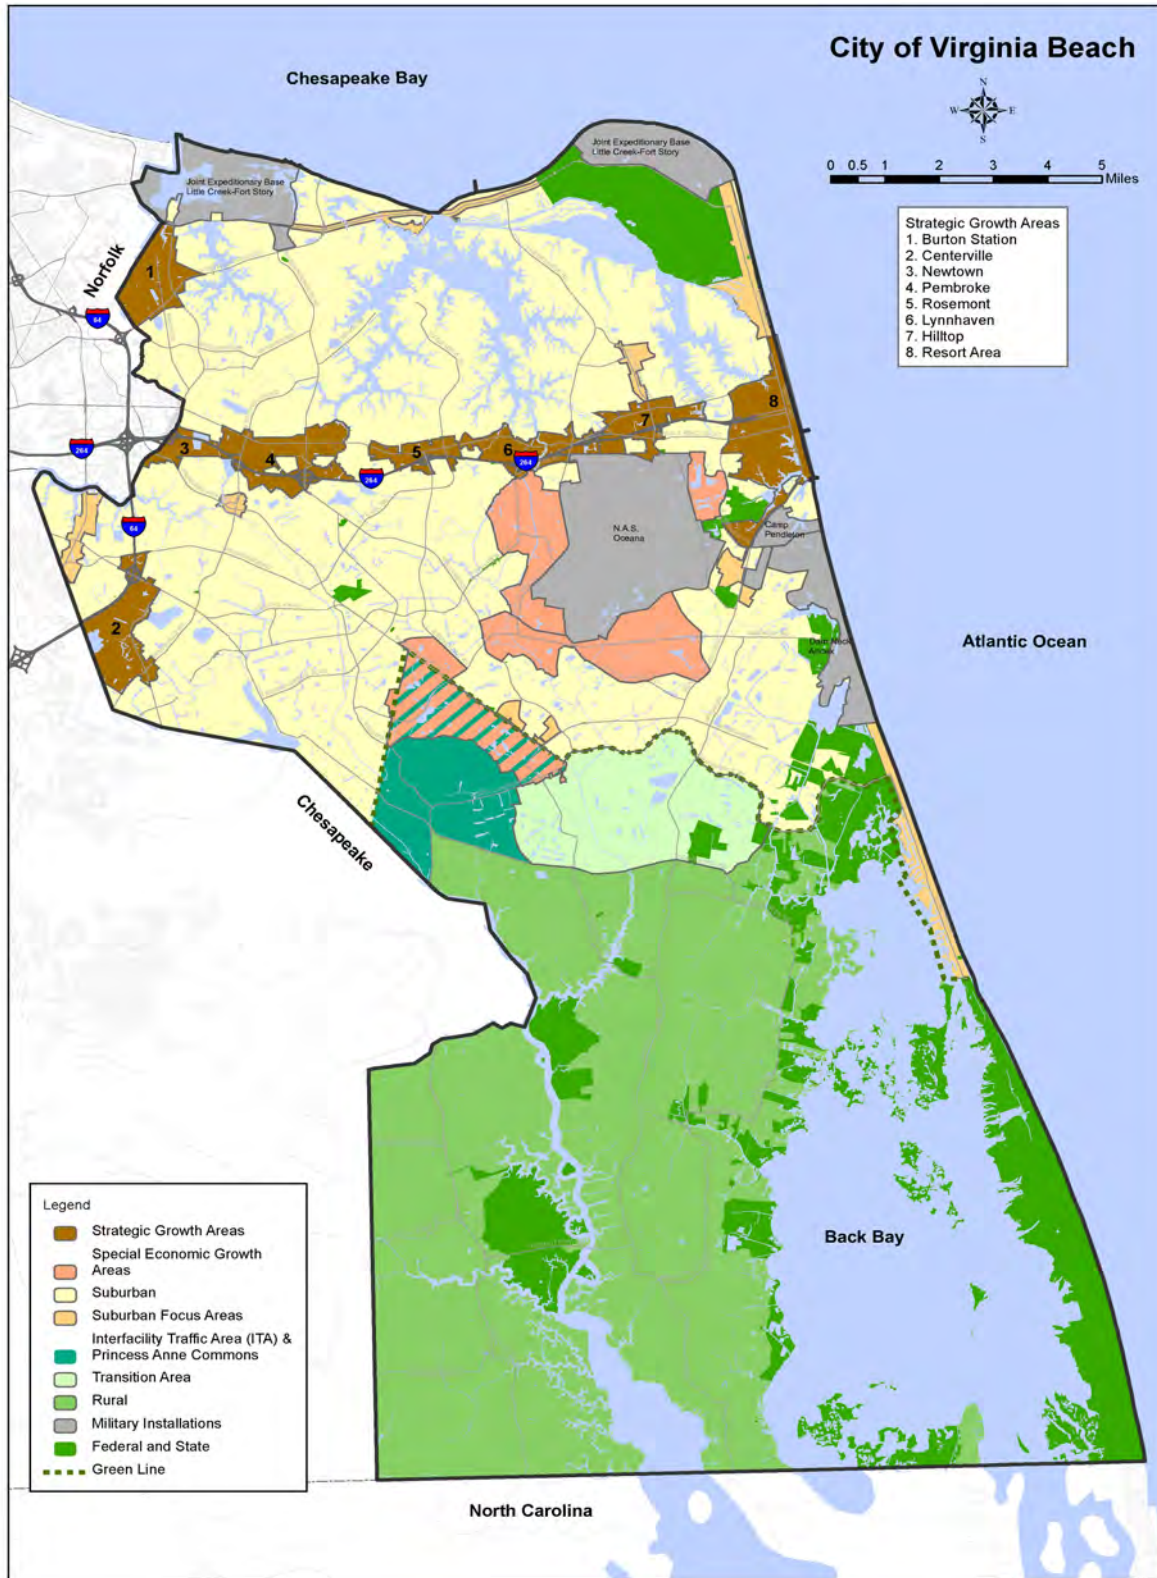 City of Virginia Beach
Chesapeake Bay
N
W E
S
0 0.5 1 2 3 4 5
Miles
Joint Expeditionary Base
Little Creek-Fort Story
Joint Expeditionary Base
Little Creek-Fort Story
Strategic Growth Areas
1. Burton Station
2. Centerville
3. Newtown
4. Pembroke
5. Rosemont
6. Lynnhaven
7. Hilltop
8. Resort Area
Norfolk
1
64
8
7
264
3
4
5
6
264
264
64
N.A.S.
Oceana
Camp
Pendleton
2
Dam Neck
Annex
Atlantic Ocean
Chesapeake
Back Bay
Legend
Strategic Growth Areas
Special Economic Growth
Areas
Suburban
Suburban Focus Areas
Interfacility Traffic Area (ITA) &
Princess Anne Commons
Transition Area
Rural
Military Installations
Federal and State
Green Line
North Carolina